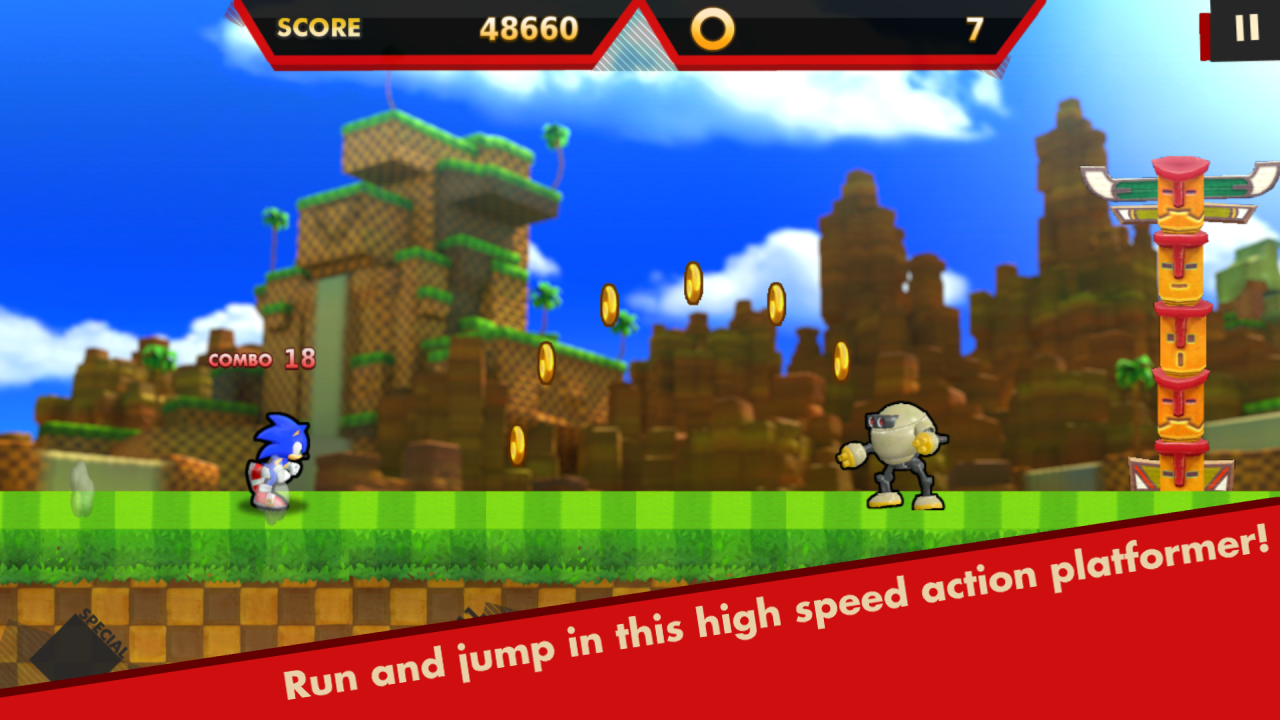 SCORE 48660 7
COMBO 18
SPECIAL
Run and jump in this high speed action platformer!